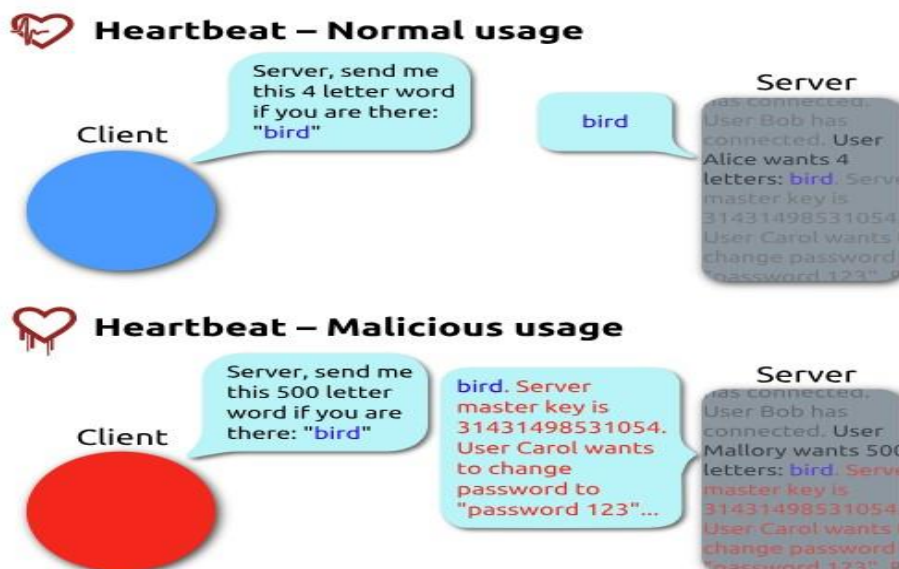 Heartbeat – Normal usage
Server, send me
this 4 letter word
if you are there:
"bird"
Client
bird
Server
has connected.
User Bob has
connected. User
Alice wants 4
letters: bird. Serve
master key is
31431498531054.
User Carol wants
change password
"password 123".
Heartbeat – Malicious usage
Server, send me
this 500 letter
word if you are
there: "bird"
Client
bird. Server
master key is
31431498531054.
User Carol wants
to change
password to
"password 123"...
Server
has connected.
User Bob has
connected. User
Mallory wants 500
letters: bird. Serve
master key is
31431498531054
User Carol wants
change password
"password 123".